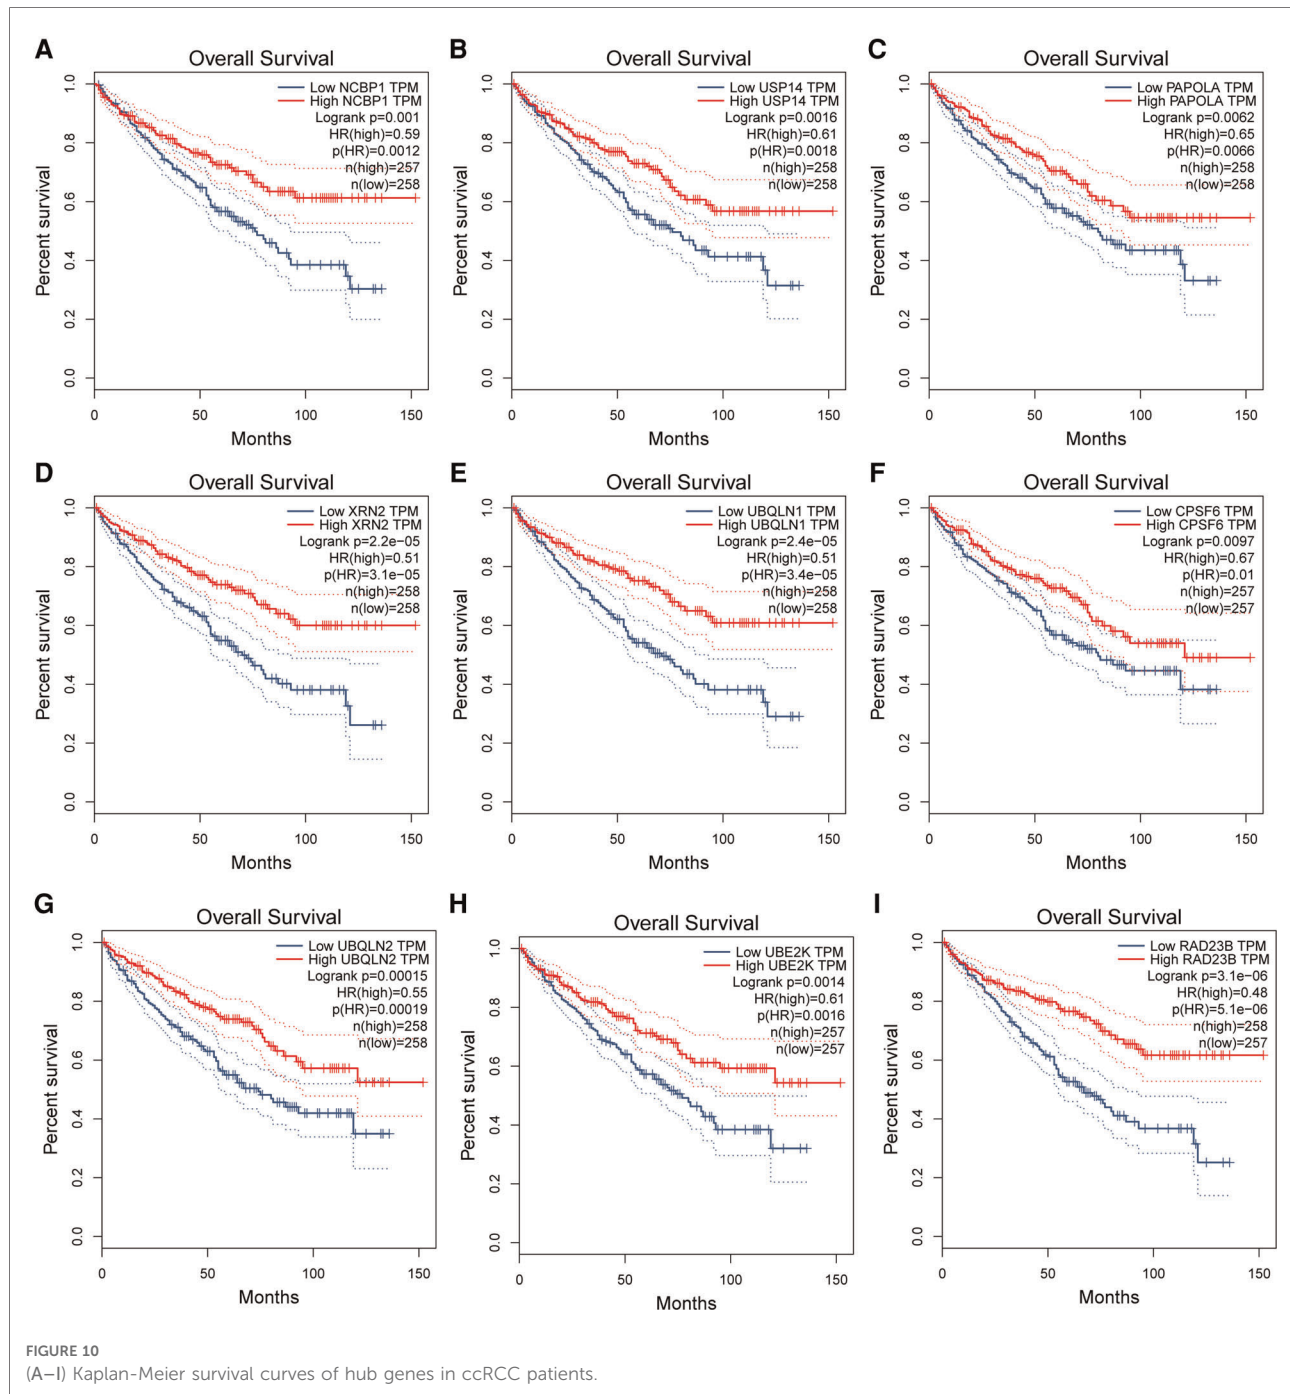 A
Overall Survival
Low NCBP1 TPM
High NCBP1 TPM
Logrank p=0.001
HR(high)=0.59
p(HR)=0.0012
n(high)=257
n(low)=258
Percent survival
0.0 0.2 0.4 0.6 0.8 1.0
0 50 100 150
Months
B
Overall Survival
Low USP14 TPM
High USP14 TPM
Logrank p=0.0016
HR(high)=0.61
p(HR)=0.0018
n(high)=258
n(low)=258
Percent survival
0.0 0.2 0.4 0.6 0.8 1.0
0 50 100 150
Months
C
Overall Survival
Low PAPOLA TPM
High PAPOLA TPM
Logrank p=0.0062
HR(high)=0.65
p(HR)=0.0066
n(high)=258
n(low)=258
Percent survival
0.0 0.2 0.4 0.6 0.8 1.0
0 50 100 150
Months
D
Overall Survival
Low XRN2 TPM
High XRN2 TPM
Logrank p=2.2e-05
HR(high)=0.51
p(HR)=3.1e-05
n(high)=258
n(low)=258
Percent survival
0.0 0.2 0.4 0.6 0.8 1.0
0 50 100 150
Months
E
Overall Survival
Low UBQLN1 TPM
High UBQLN1 TPM
Logrank p=2.4e-05
HR(high)=0.51
p(HR)=3.4e-05
n(high)=258
n(low)=258
Percent survival
0.0 0.2 0.4 0.6 0.8 1.0
0 50 100 150
Months
F
Overall Survival
Low CPSF6 TPM
High CPSF6 TPM
Logrank p=0.0097
HR(high)=0.67
p(HR)=0.01
n(high)=257
n(low)=257
Percent survival
0.0 0.2 0.4 0.6 0.8 1.0
0 50 100 150
Months
G
Overall Survival
Low UBQLN2 TPM
High UBQLN2 TPM
Logrank p=0.00015
HR(high)=0.55
p(HR)=0.00019
n(high)=258
n(low)=258
Percent survival
0.0 0.2 0.4 0.6 0.8 1.0
0 50 100 150
Months
H
Overall Survival
Low UBE2K TPM
High UBE2K TPM
Logrank p=0.0014
HR(high)=0.61
p(HR)=0.0016
n(high)=257
n(low)=257
Percent survival
0.0 0.2 0.4 0.6 0.8 1.0
0 50 100 150
Months
I
Overall Survival
Low RAD23B TPM
High RAD23B TPM
Logrank p=3.1e-06
HR(high)=0.48
p(HR)=5.1e-06
n(high)=258
n(low)=257
Percent survival
0.0 0.2 0.4 0.6 0.8 1.0
0 50 100 150
Months
FIGURE 10
(A–I) Kaplan-Meier survival curves of hub genes in ccRCC patients.